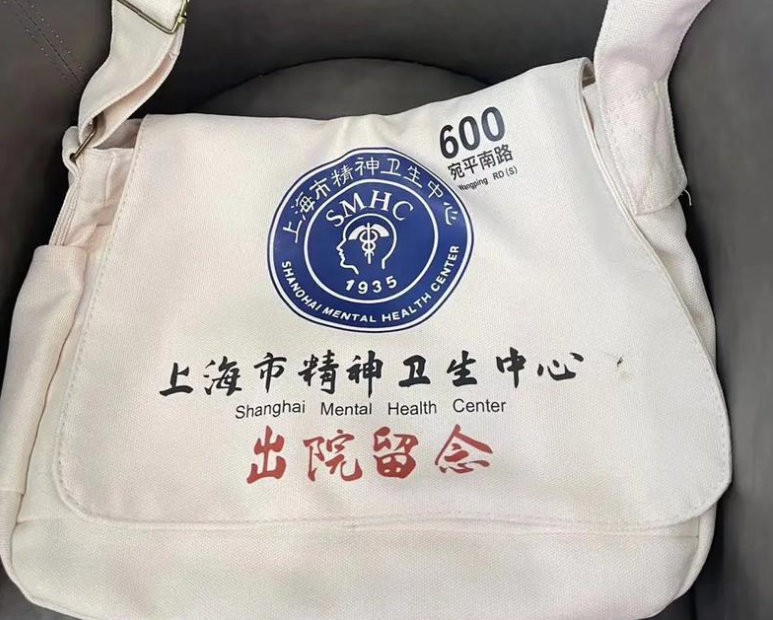 600
宛平南路
Wangping RD(S)
上海市精神卫生中心
SMHC
1935
SHANGHAI MENTAL HEALTH CENTER
上海市精神卫生中心
Shanghai Mental Health Center
出院留念